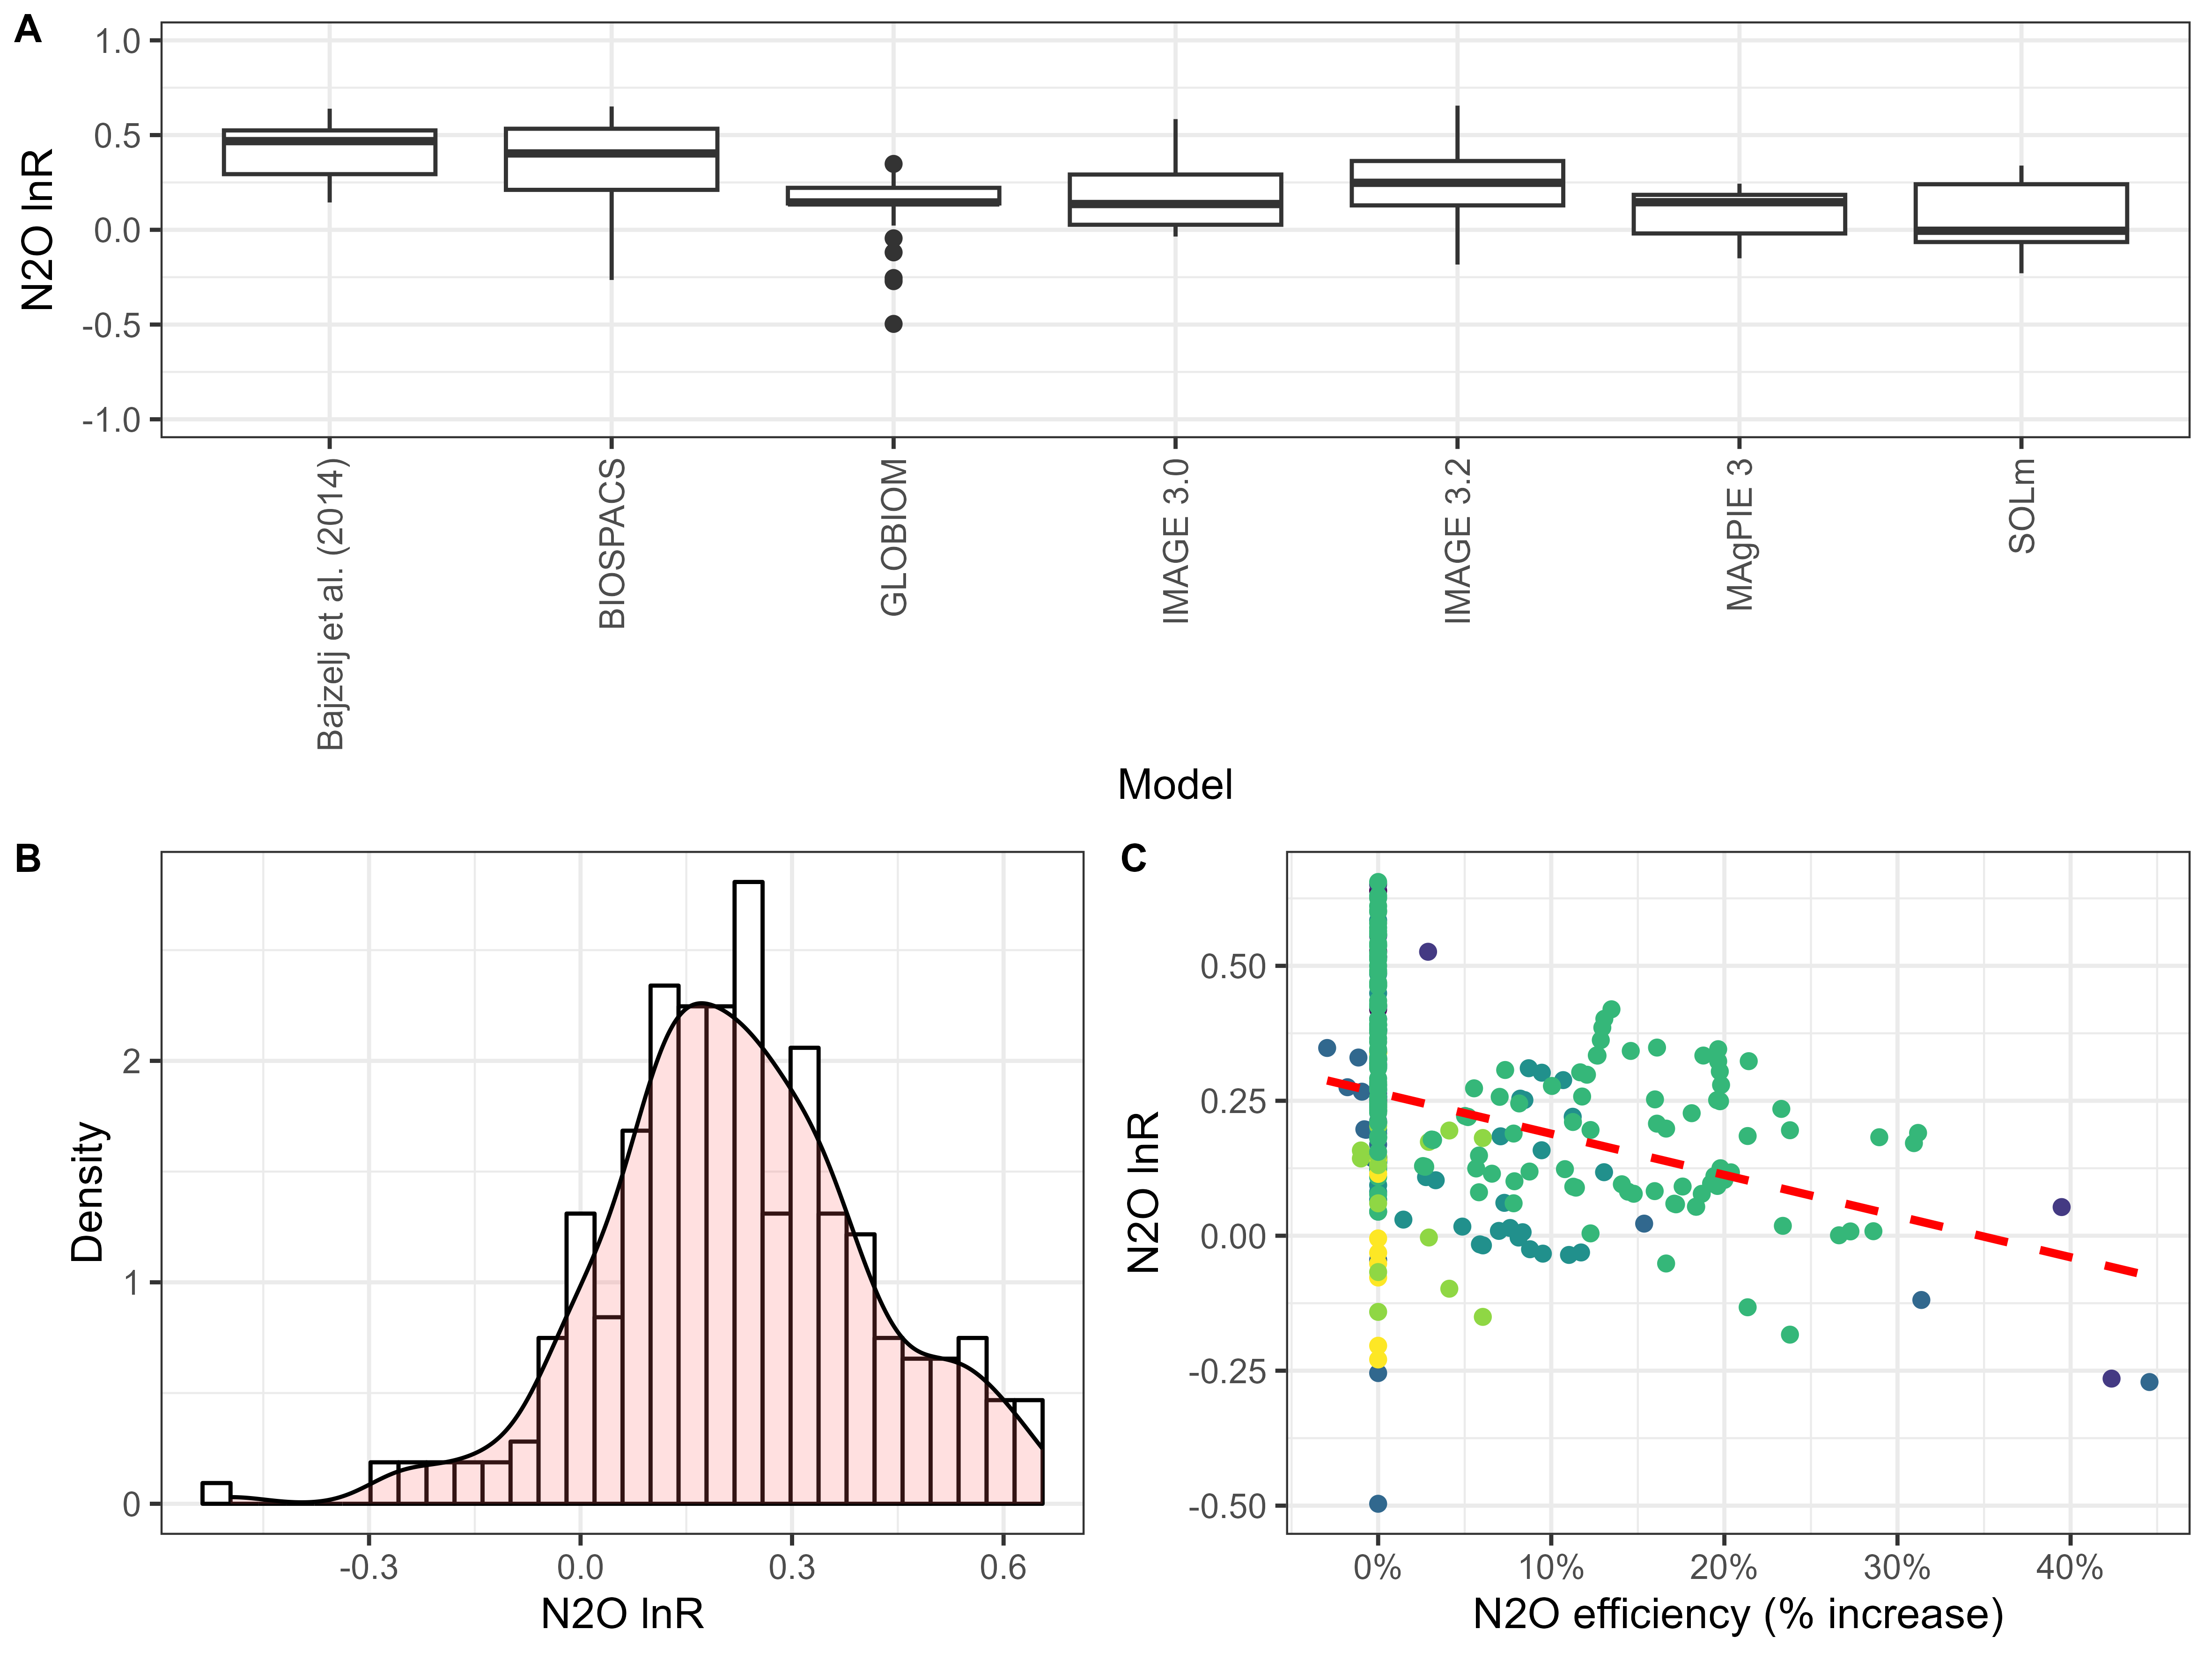 A
1.0
0.5
0.0
-0.5
-1.0
N2O lnR
Bajzelj et al. (2014)
BIOSPACS
GLOBIOM
IMAGE 3.0
IMAGE 3.2
MAgPIE 3
SOLm
Model
B
2
1
0
Density
-0.3
0.0
0.3
0.6
N2O lnR
C
0.50
0.25
0.00
-0.25
-0.50
N2O lnR
0%
10%
20%
30%
40%
N2O efficiency (% increase)